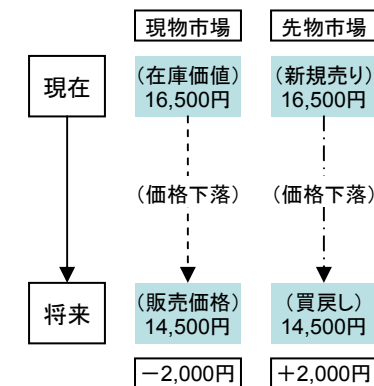 現物市場 先物市場
現在
(在庫価値) (新規売り)
16,500円 16,500円
(価格下落) (価格下落)
将来
(販売価格) (買戻し)
14,500円 14,500円
－2,000円 ＋2,000円